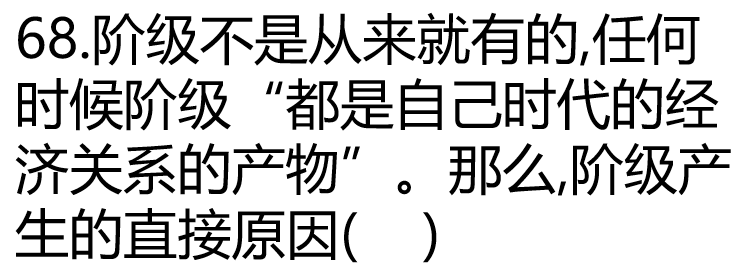 68.阶级不是从来就有的,任何
时候阶级“都是自己时代的经
济关系的产物”。那么,阶级产
生的直接原因( )